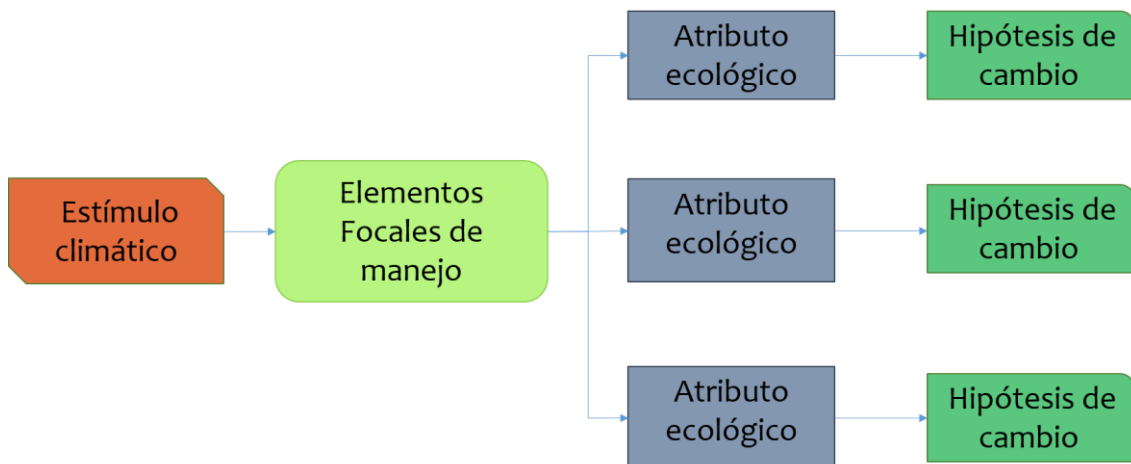 Estímulo
climático
Elementos
Focales de
manejo
Atributo
ecológico
Hipótesis de
cambio
Atributo
ecológico
Hipótesis de
cambio
Atributo
ecológico
Hipótesis de
cambio